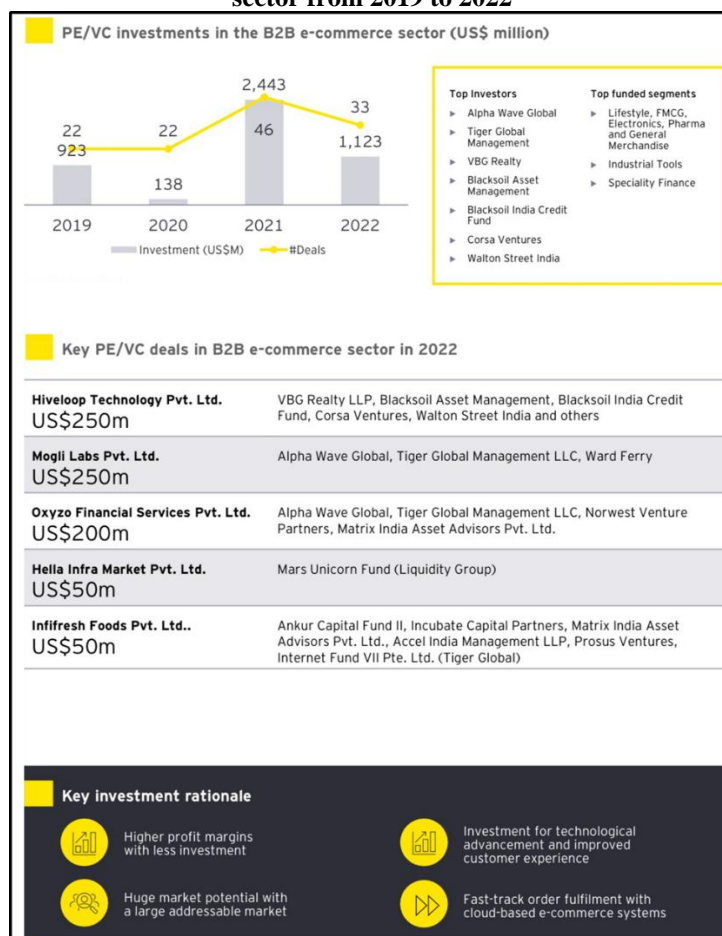 sector from 2019 to 2022
PE/VC investments in the B2B e-commerce sector (US$ million)
2,443
22
22
46
33
923
138
1,123
2019
2020
2021
2022
Investment (US$M)
#Deals
Top Investors
Alpha Wave Global
Tiger Global
Management
VBG Realty
Blacksoil Asset
Management
Blacksoil India Credit
Fund
Corsa Ventures
Walton Street India
Top funded segments
Lifestyle, FMCG,
Electronics, Pharma
and General
Merchandise
Industrial Tools
Speciality Finance
Key PE/VC deals in B2B e-commerce sector in 2022
Hiveloop Technology Pvt. Ltd.
US$250m
VBG Realty LLP, Blacksoil Asset Management, Blacksoil India Credit
Fund, Corsa Ventures, Walton Street India and others
Mogli Labs Pvt. Ltd.
US$250m
Alpha Wave Global, Tiger Global Management LLC, Ward Ferry
Oxyzo Financial Services Pvt. Ltd.
US$200m
Alpha Wave Global, Tiger Global Management LLC, Norwest Venture
Partners, Matrix India Asset Advisors Pvt. Ltd.
Hella Infra Market Pvt. Ltd.
US$50m
Mars Unicorn Fund (Liquidity Group)
Infifresh Foods Pvt. Ltd..
US$50m
Ankur Capital Fund II, Incubate Capital Partners, Matrix India Asset
Advisors Pvt. Ltd., Accel India Management LLP, Prosus Ventures,
Internet Fund VII Pte. Ltd. (Tiger Global)
Key investment rationale
Higher profit margins
with less investment
Investment for technological
advancement and improved
customer experience
Huge market potential with
a large addressable market
Fast-track order fulfilment with
cloud-based e-commerce systems